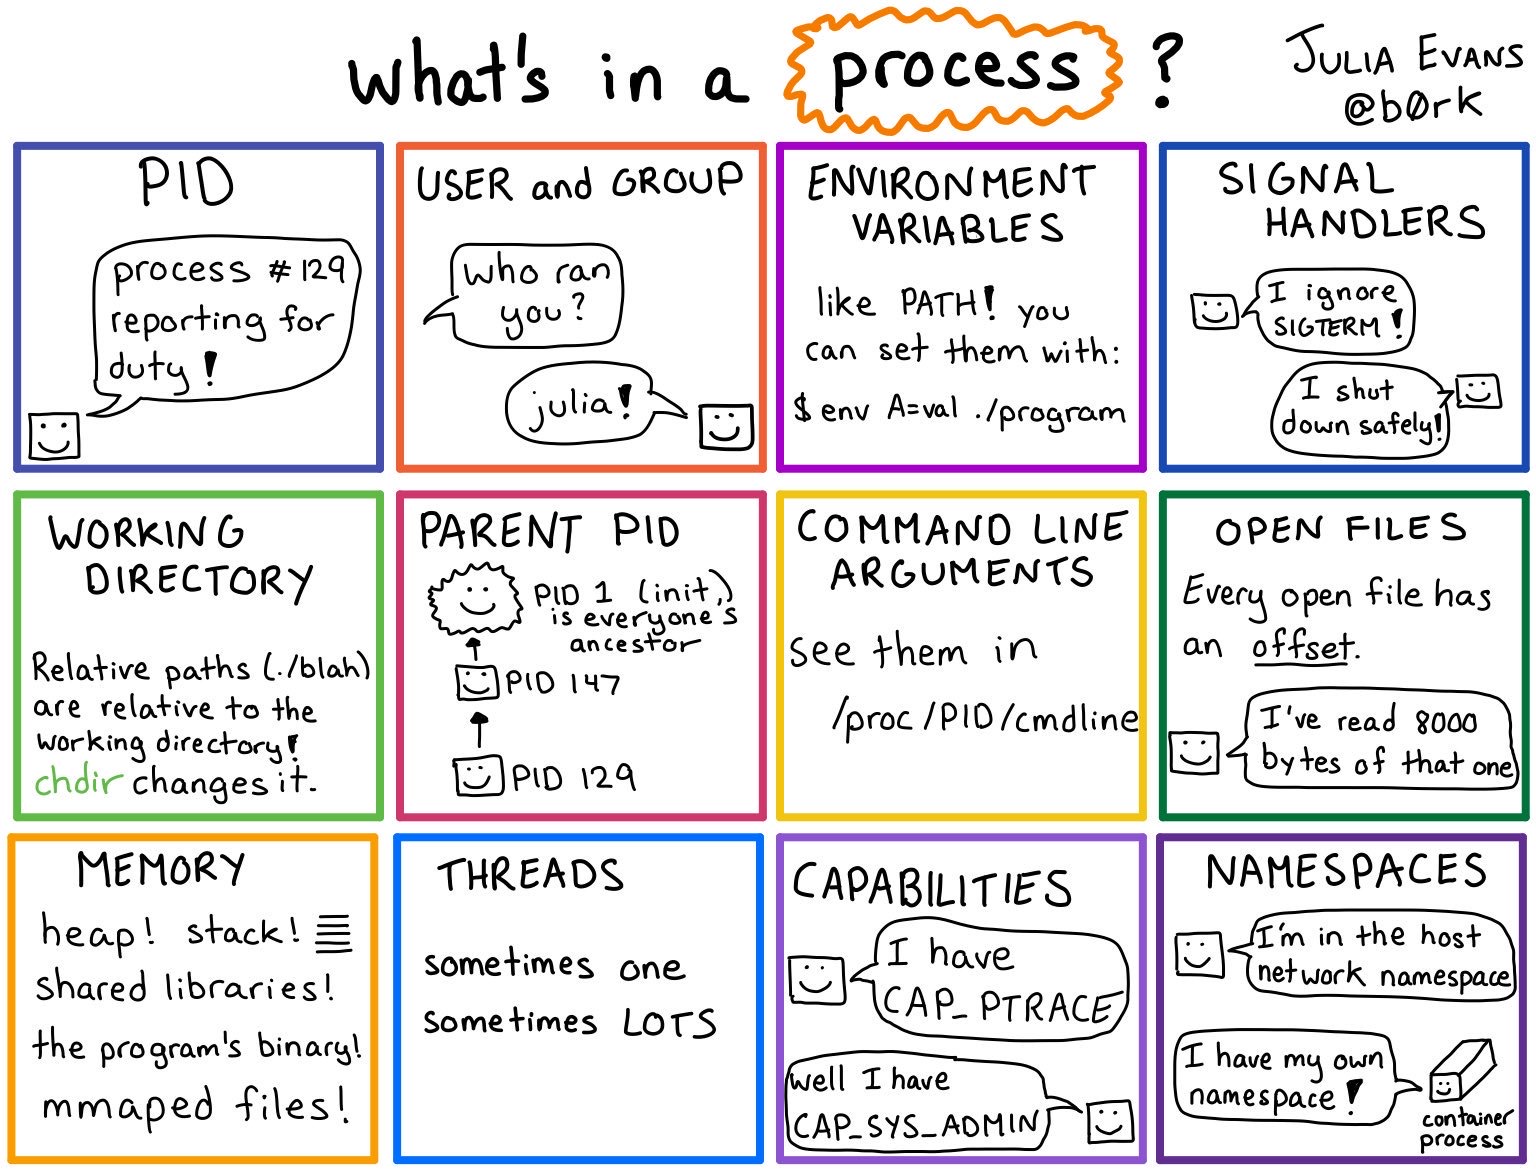 what's in a process ?
JULIA EVANS
@b0rk
PID
process #129
reporting for
duty!
USER and GROUP
who ran
you?
julia!
ENVIRONMENT
VARIABLES
like PATH! you
can set them with:
$ env A=val ./program
SIGNAL
HANDLERS
I ignore
SIGTERM!
I shut
down safely!
WORKING
DIRECTORY
Relative paths (./blah)
are relative to the
working directory!
chdir changes it.
PARENT PID
PID 1 (init,)
is everyone's
ancestor
PID 147
PID 129
COMMAND LINE
ARGUMENTS
see them in
/proc/PID/cmdline
OPEN FILES
Every open file has
an offset.
I've read 8000
bytes of that one
MEMORY
heap! stack!
shared libraries!
the program's binary!
mmaped files!
THREADS
sometimes one
sometimes LOTS
CAPABILITIES
I have
CAP_PTRACE
well I have
CAP_SYS_ADMIN
NAMESPACES
I'm in the host
network namespace
I have my own
namespace!
container
process